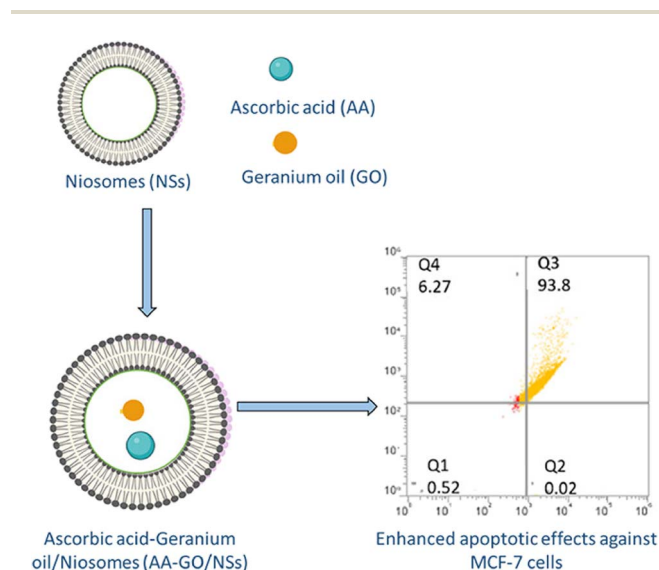 Niosomes (NSs)
Ascorbic acid (AA)
Geranium oil (GO)
Ascorbic acid-Geranium
oil/Niosomes (AA-GO/NSs)
Q4
6.27
Q3
93.8
Q1
0.52
Q2
0.02
10⁶
10⁵
10⁴
10³
10²
10¹
10⁰
10⁰ 10¹ 10² 10³ 10⁴ 10⁵ 10⁶
Enhanced apoptotic effects against
MCF-7 cells